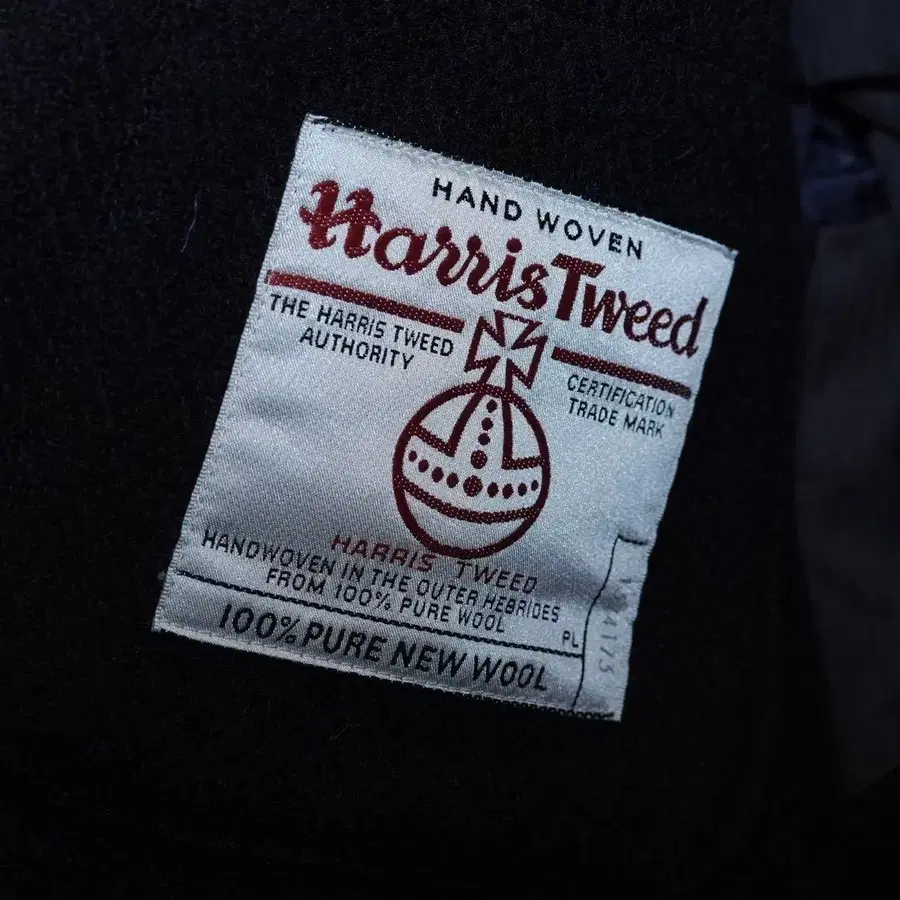 HAND WOVEN
Harris Tweed
THE HARRIS TWEED
AUTHORITY
CERTIFICATION
TRADE MARK
HARRIS TWEED
HANDWOVEN IN THE OUTER HEBRIDES
FROM 100% PURE WOOL
PL
100% PURE NEW WOOL